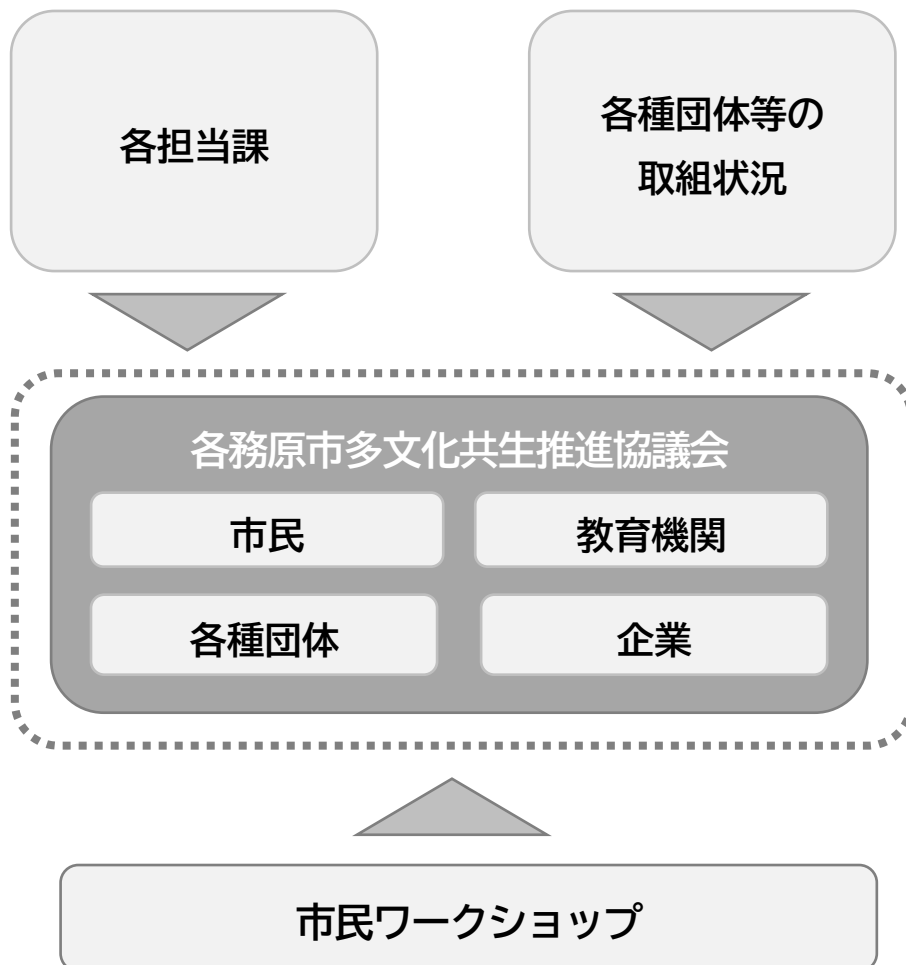 各担当課
各種団体等の
取組状況
各務原市多文化共生推進協議会
市民
教育機関
各種団体
企業
市民ワークショップ